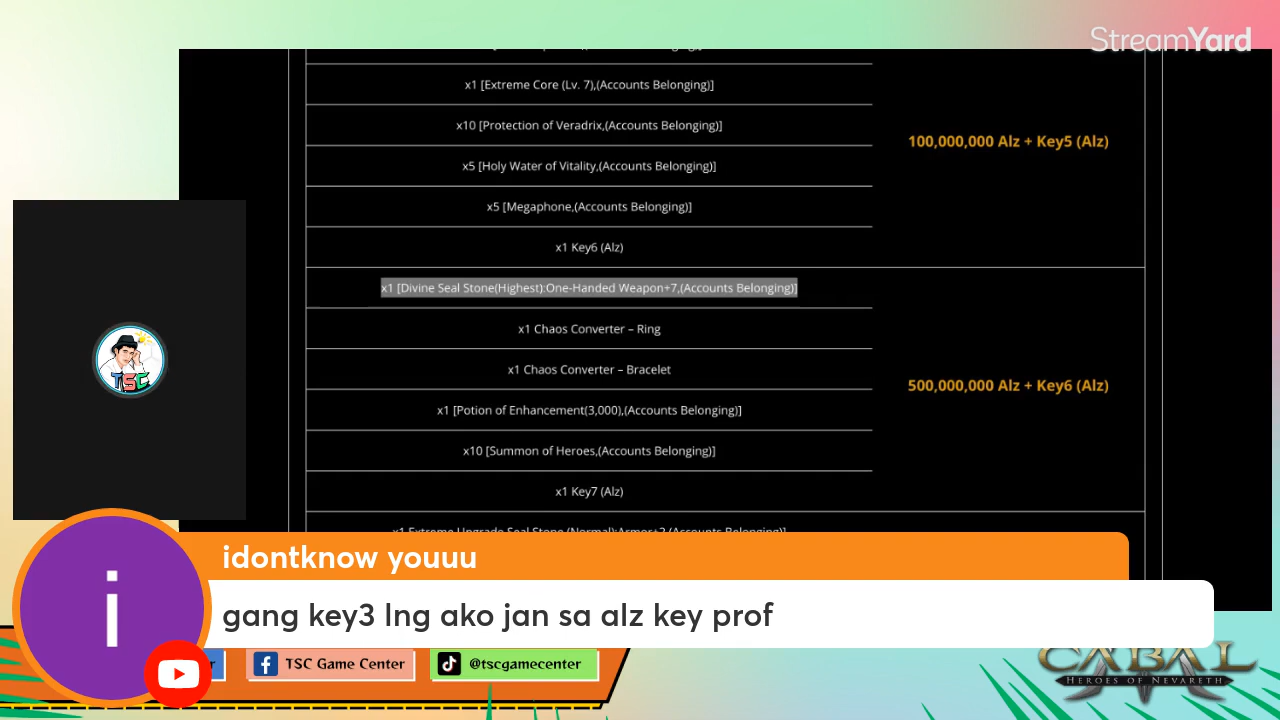 StreamYard
x1 [Extreme Core (Lv. 7),(Accounts Belonging)]
x10 [Protection of Veradrix,(Accounts Belonging)]
100,000,000 Alz + Key5 (Alz)
x5 [Holy Water of Vitality,(Accounts Belonging)]
x5 [Megaphone,(Accounts Belonging)]
x1 Key6 (Alz)
x1 [Divine Seal Stone(Highest):One-Handed Weapon+7,(Accounts Belonging)]
x1 Chaos Converter – Ring
x1 Chaos Converter – Bracelet
500,000,000 Alz + Key6 (Alz)
x1 [Potion of Enhancement(3,000),(Accounts Belonging)]
x10 [Summon of Heroes,(Accounts Belonging)]
x1 Key7 (Alz)
x1 Extreme Upgrade Seal Stone (Normal):Armor+2,(Accounts Belonging)]
TSC
idontknow youuu
i
gang key3 lng ako jan sa alz key prof
TSC Game Center
@tscgamecenter
CABAL
HEROES OF NEVARETH